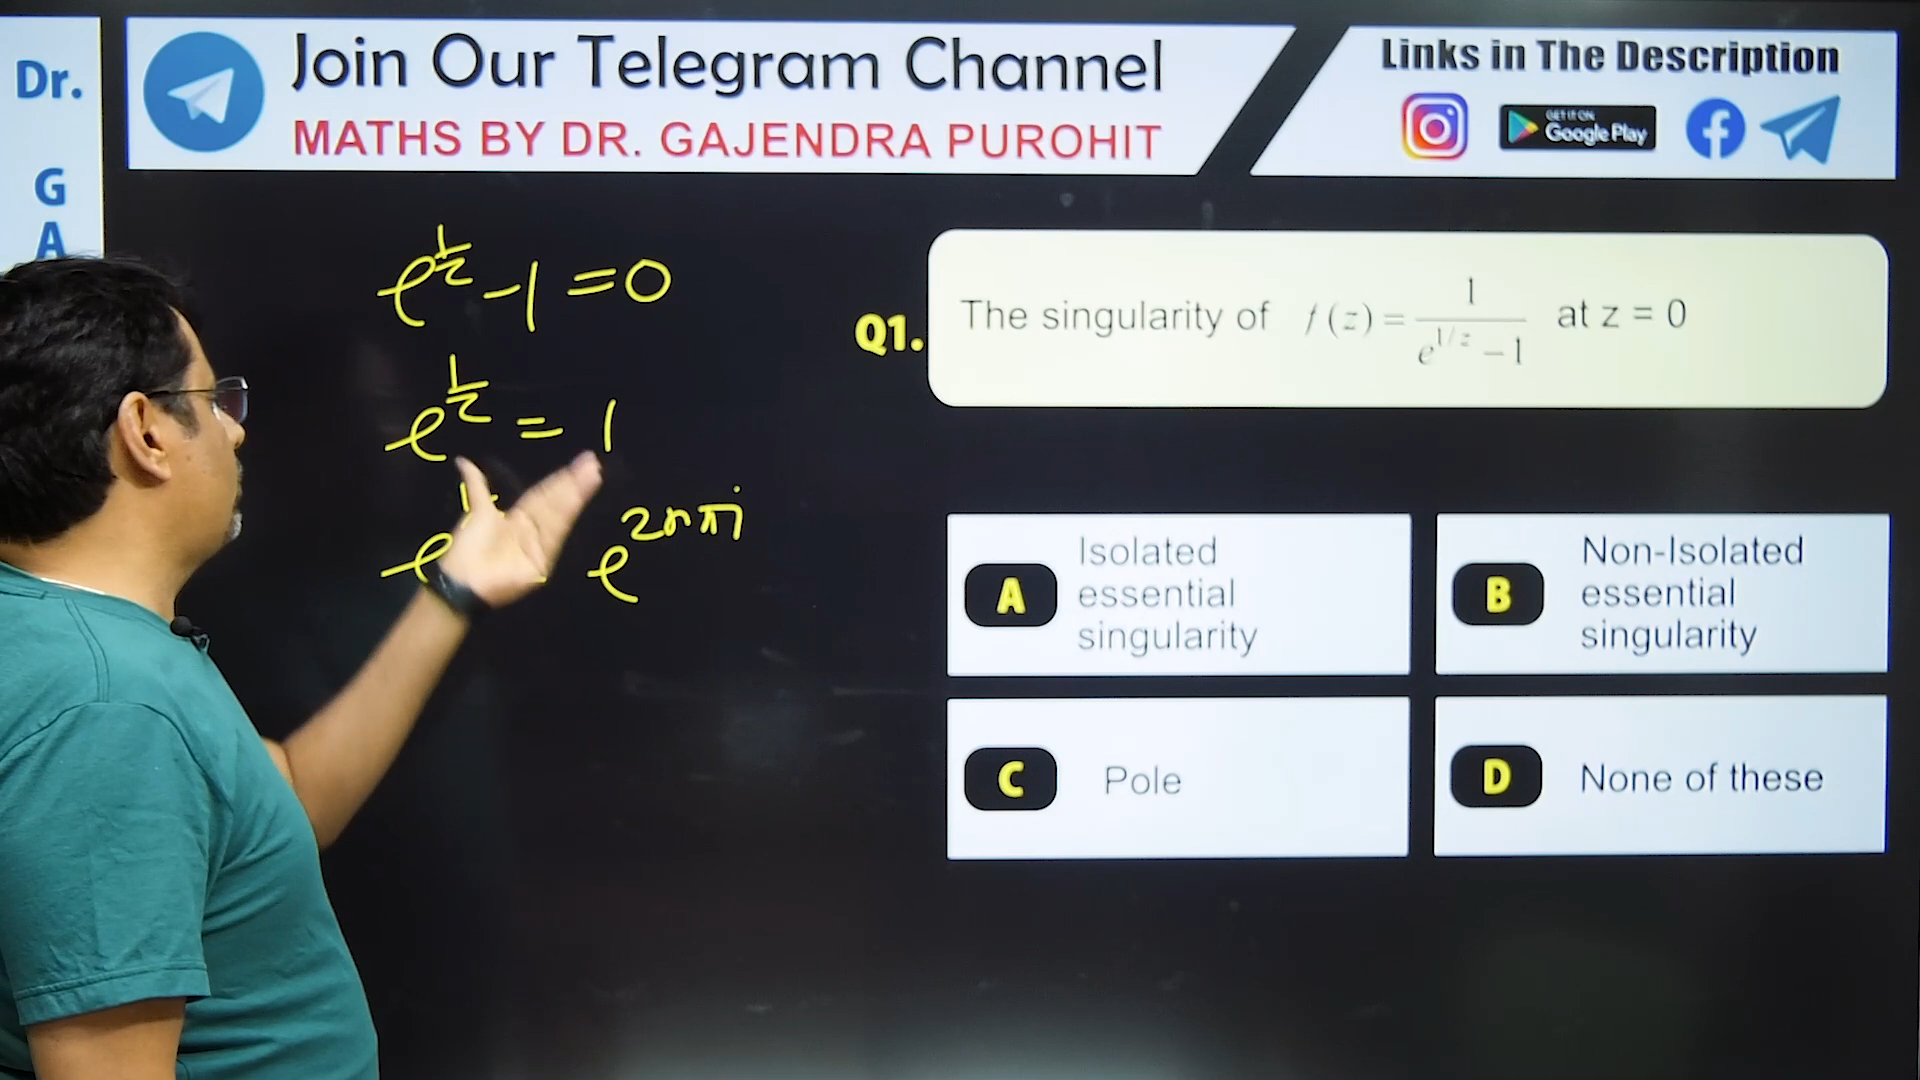 Dr.
G
A
Join Our Telegram Channel
MATHS BY DR. GAJENDRA PUROHIT
Links in The Description
GET IT ON
Google Play
e^{1/z} - 1 = 0
e^{1/z} = 1
e e^{2nπi}
Q1. The singularity of f(z) = 1 / (e^{1/z} - 1) at z = 0
A Isolated
essential
singularity
B Non-Isolated
essential
singularity
C Pole
D None of these